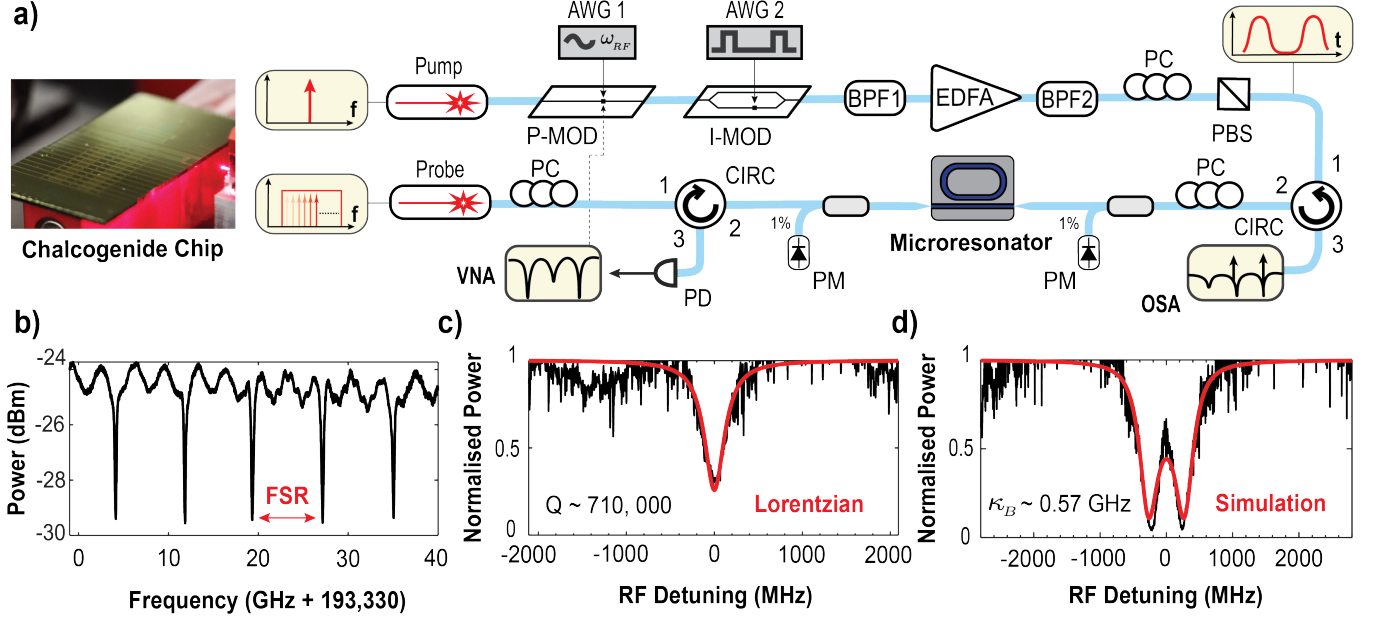 a)
AWG 1
AWG 2
ω_RF
t
Pump
PC
f
BPF1
EDFA
BPF2
P-MOD
I-MOD
PBS
Probe
PC
PC
1
1
CIRC
2
f
3
2
1%
1%
CIRC
3
Microresonator
Chalcogenide Chip
VNA
PD
PM
PM
OSA
b)
c)
d)
-24
-26
-28
-30
Power (dBm)
FSR
0
10
20
30
40
Frequency (GHz + 193,330)
1
0.5
0
Normalised Power
Q ~ 710, 000
Lorentzian
-2000
-1000
0
1000
2000
RF Detuning (MHz)
1
0.5
0
Normalised Power
κ_B ~ 0.57 GHz
Simulation
-2000
-1000
0
1000
2000
RF Detuning (MHz)